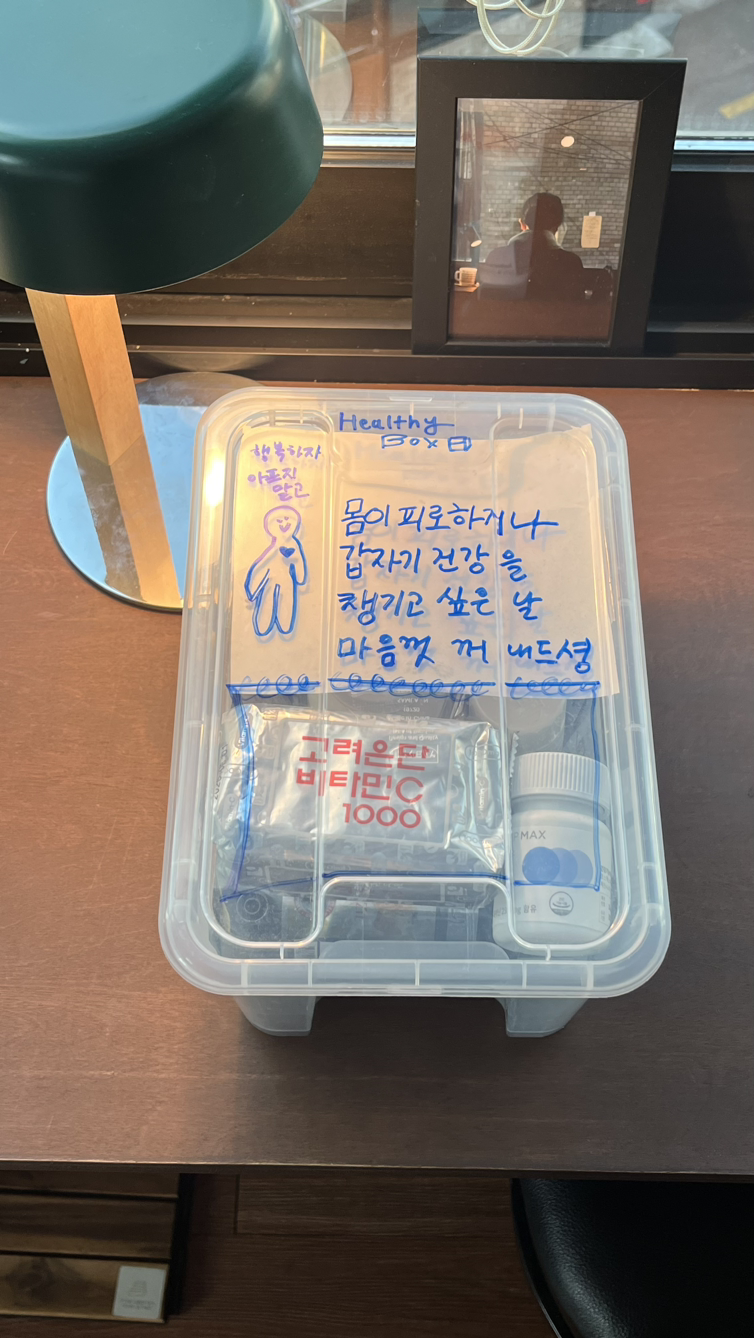 Healthy
Box
행복하자
아프지
말고
몸이 피로하거나
갑자기 건강을
챙기고 싶은 날
마음껏 꺼내드셩
고려은단
비타민C
1000
MAX